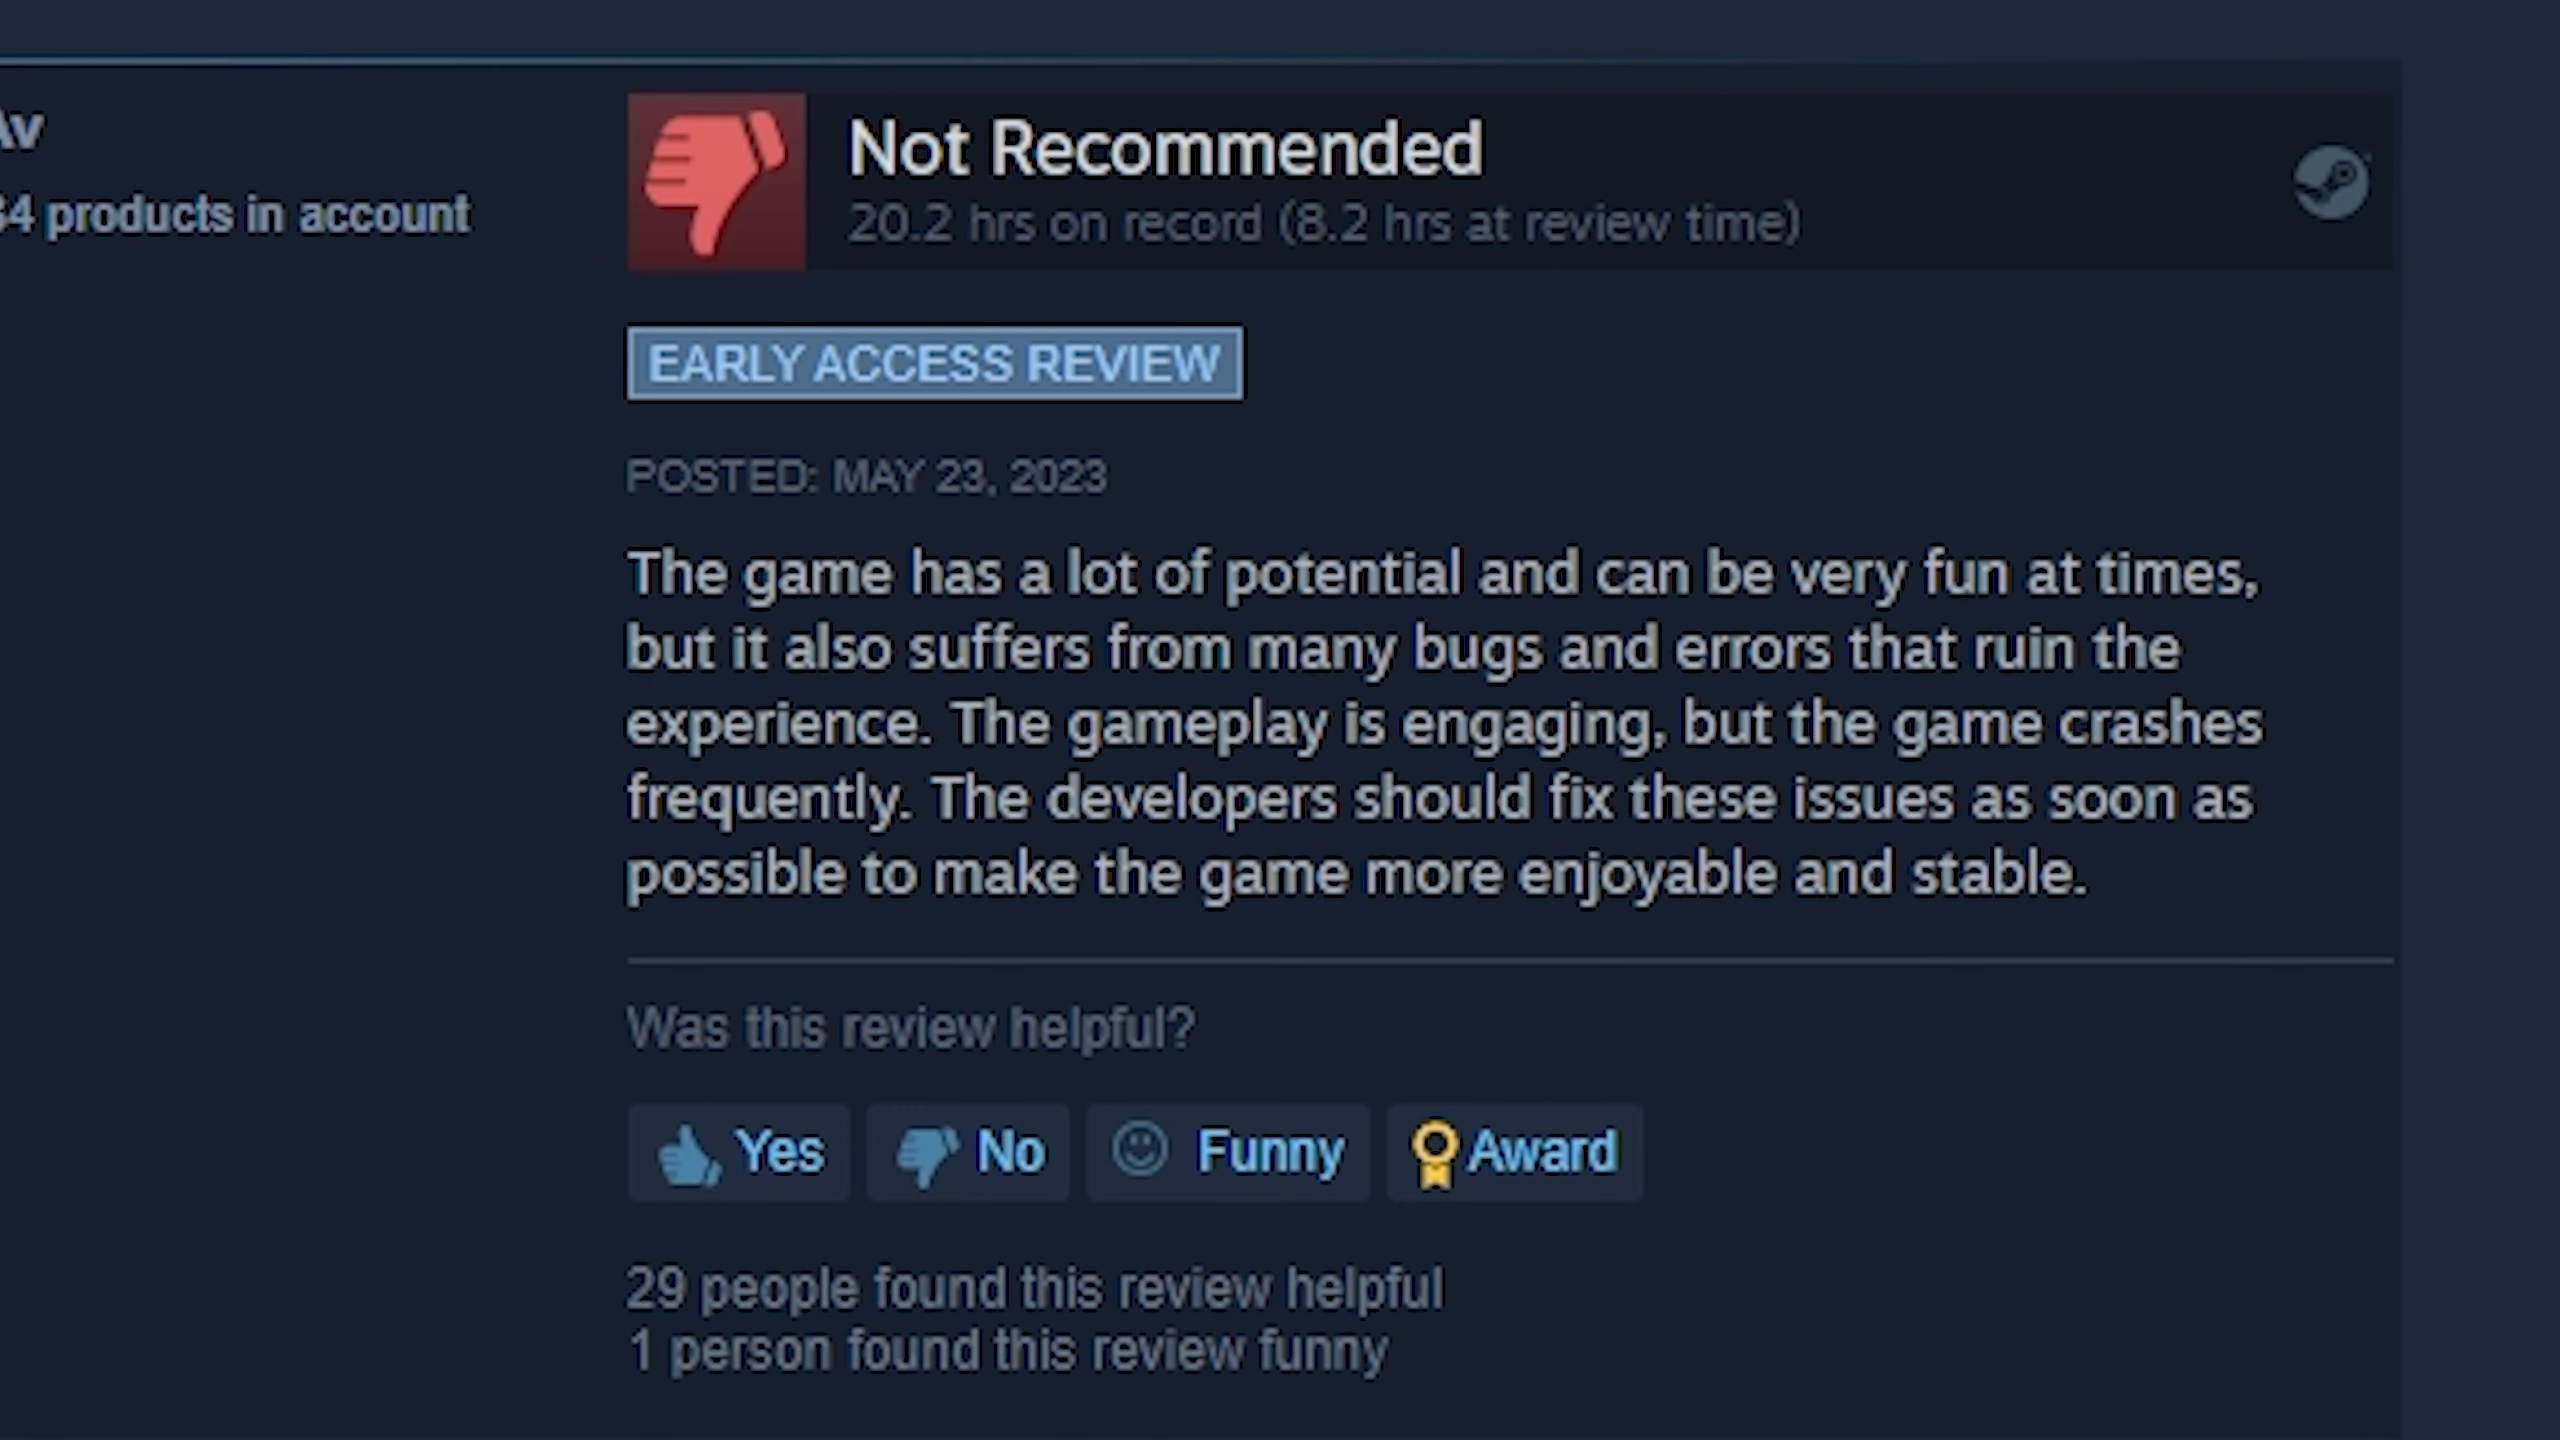 Not Recommended
20.2 hrs on record (8.2 hrs at review time)
products in account
EARLY ACCESS REVIEW
POSTED: MAY 23, 2023
The game has a lot of potential and can be very fun at times,
but it also suffers from many bugs and errors that ruin the
experience. The gameplay is engaging, but the game crashes
frequently. The developers should fix these issues as soon as
possible to make the game more enjoyable and stable.
Was this review helpful?
Yes No Funny Award
29 people found this review helpful
1 person found this review funny